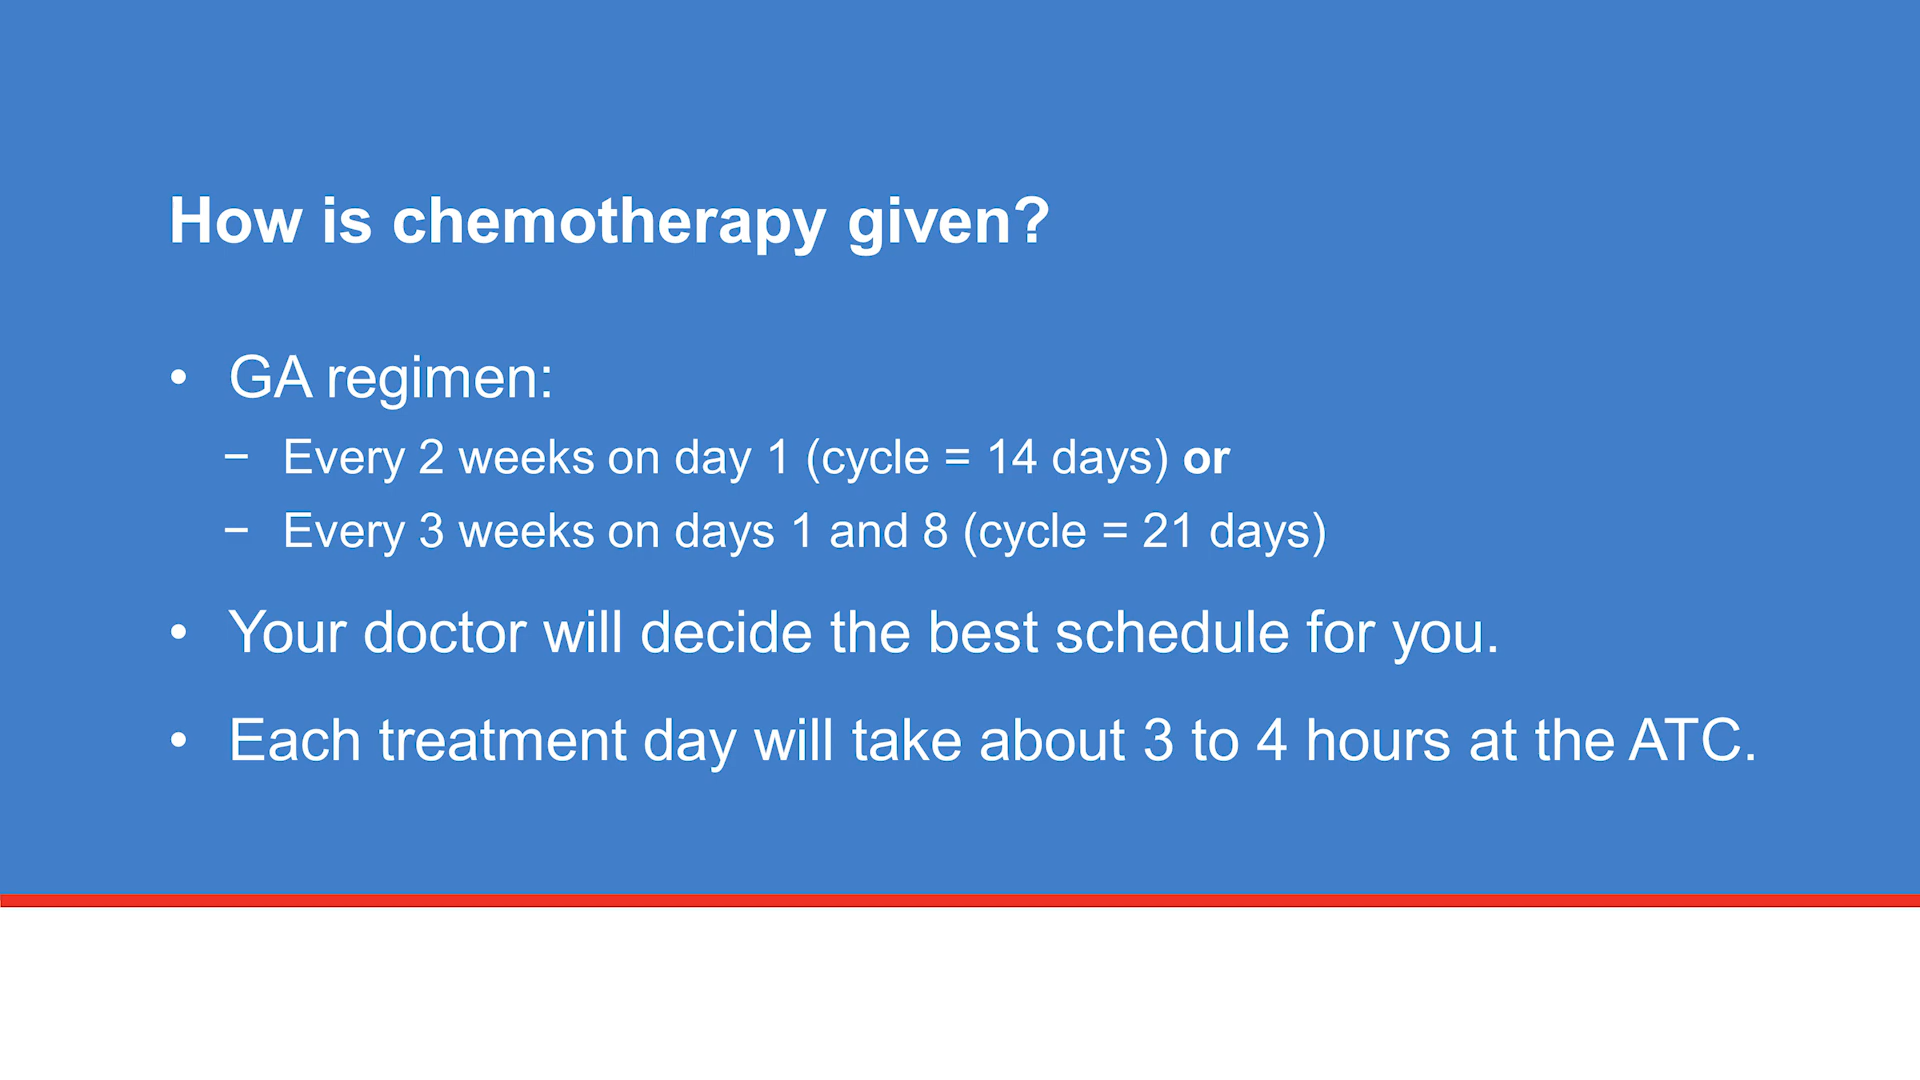 How is chemotherapy given?
• GA regimen:
− Every 2 weeks on day 1 (cycle = 14 days) or
− Every 3 weeks on days 1 and 8 (cycle = 21 days)
• Your doctor will decide the best schedule for you.
• Each treatment day will take about 3 to 4 hours at the ATC.